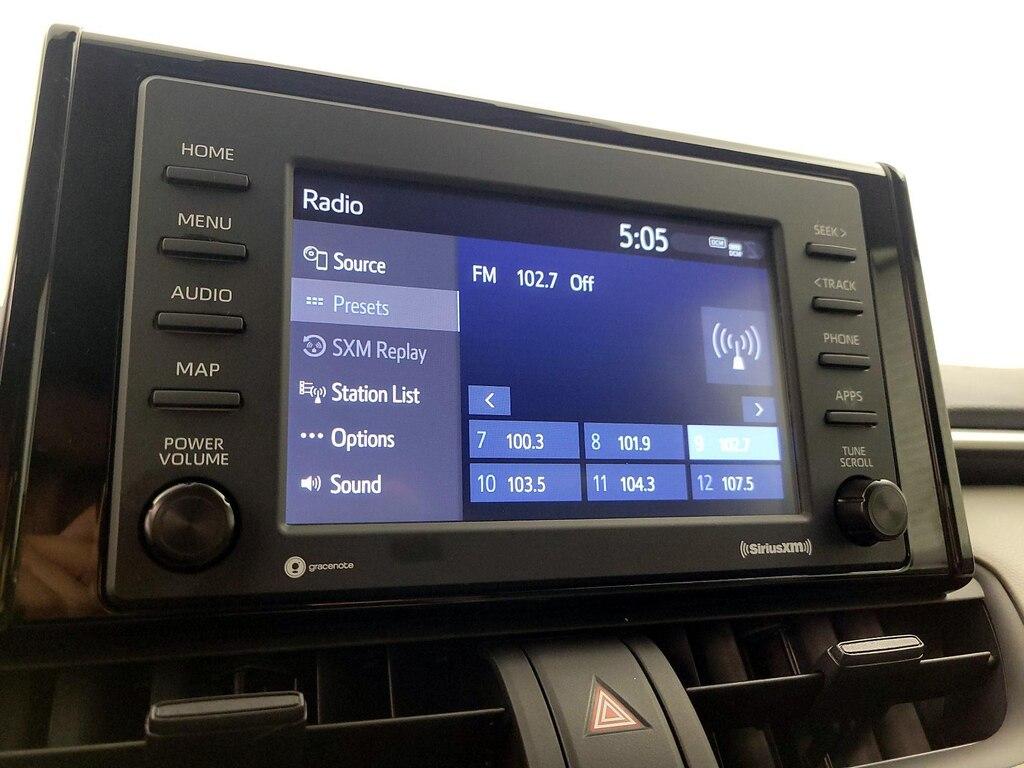 HOME
MENU
AUDIO
MAP
POWER
VOLUME
Radio
5:05
DCM
DCM
Source
Presets
SXM Replay
Station List
Options
Sound
FM 102.7 Off
<
>
7 100.3
8 101.9
9 102.7
10 103.5
11 104.3
12 107.5
SEEK >
< TRACK
PHONE
APPS
TUNE
SCROLL
gracenote
((SiriusXM))